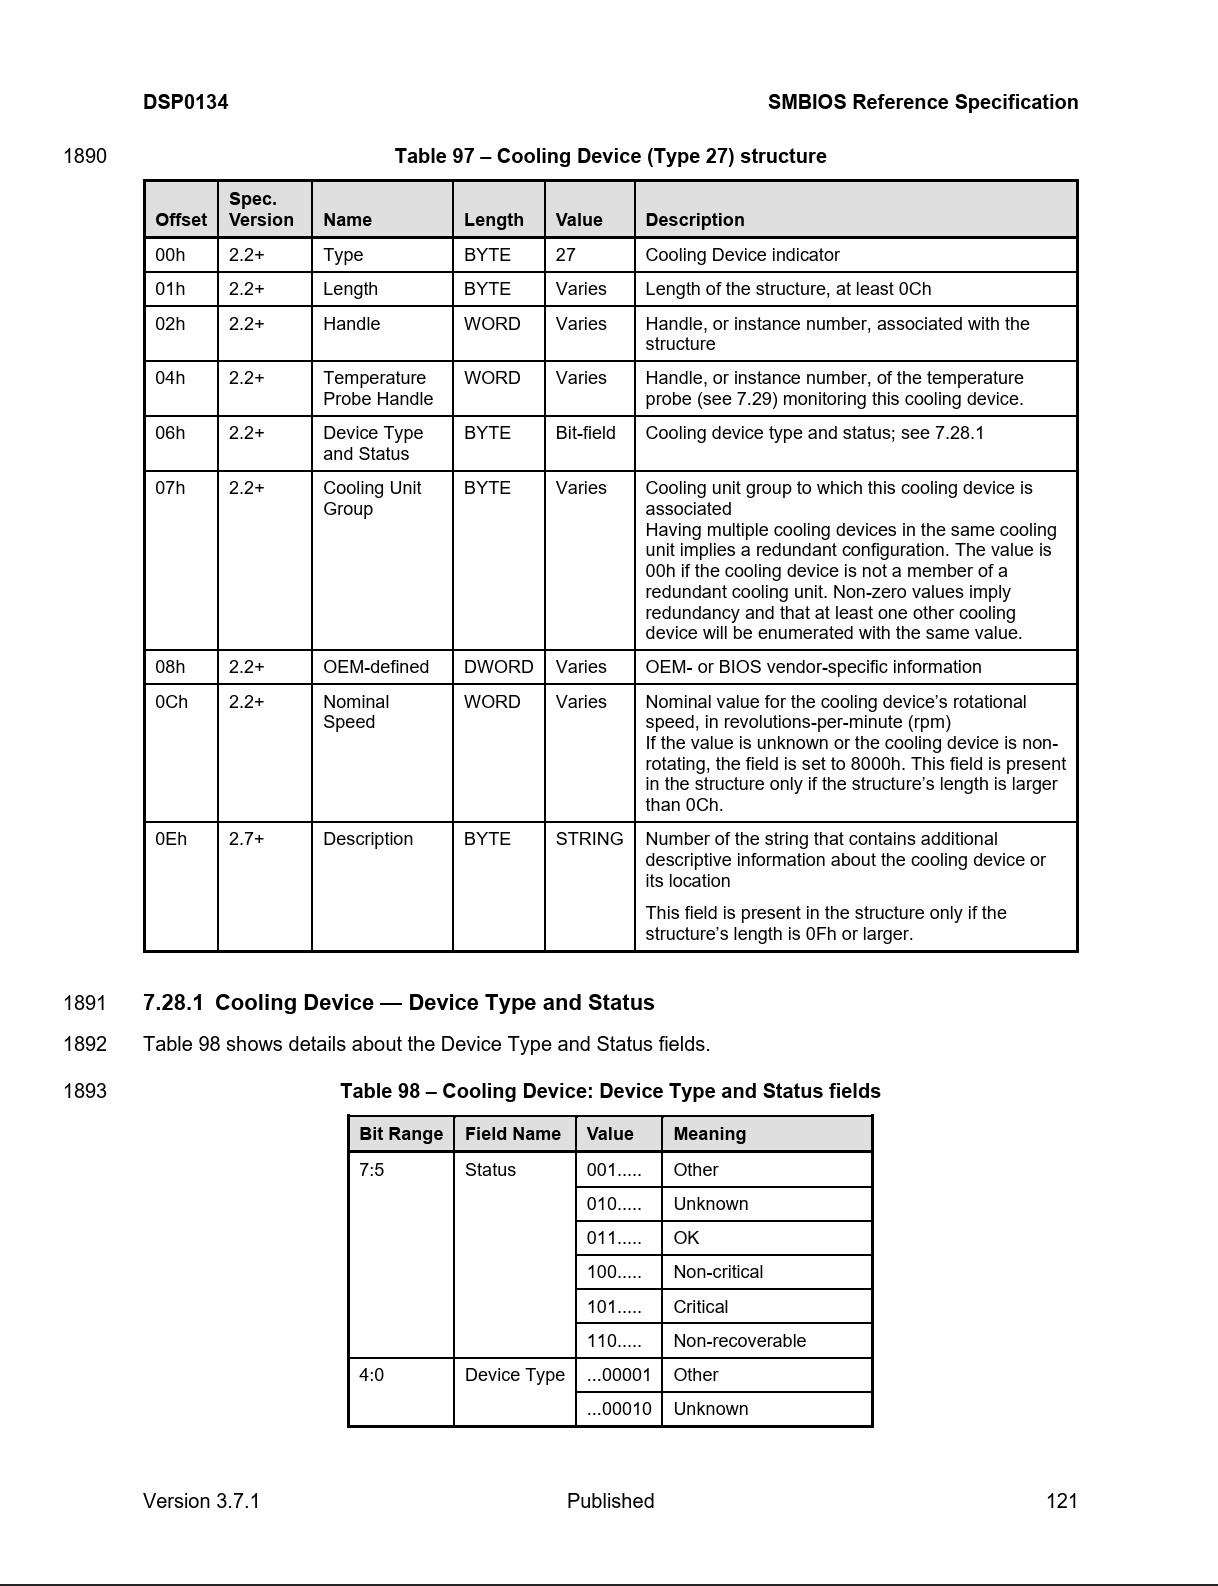 DSP0134 SMBIOS Reference Specification
1890 Table 97 – Cooling Device (Type 27) structure
Offset Spec. Version Name Length Value Description
00h 2.2+ Type BYTE 27 Cooling Device indicator
01h 2.2+ Length BYTE Varies Length of the structure, at least 0Ch
02h 2.2+ Handle WORD Varies Handle, or instance number, associated with the
structure
04h 2.2+ Temperature WORD Varies Handle, or instance number, of the temperature
Probe Handle probe (see 7.29) monitoring this cooling device.
06h 2.2+ Device Type BYTE Bit-field Cooling device type and status; see 7.28.1
and Status
07h 2.2+ Cooling Unit BYTE Varies Cooling unit group to which this cooling device is
Group associated
Having multiple cooling devices in the same cooling
unit implies a redundant configuration. The value is
00h if the cooling device is not a member of a
redundant cooling unit. Non-zero values imply
redundancy and that at least one other cooling
device will be enumerated with the same value.
08h 2.2+ OEM-defined DWORD Varies OEM- or BIOS vendor-specific information
0Ch 2.2+ Nominal WORD Varies Nominal value for the cooling device’s rotational
Speed speed, in revolutions-per-minute (rpm)
If the value is unknown or the cooling device is non-
rotating, the field is set to 8000h. This field is present
in the structure only if the structure’s length is larger
than 0Ch.
0Eh 2.7+ Description BYTE STRING Number of the string that contains additional
descriptive information about the cooling device or
its location
This field is present in the structure only if the
structure’s length is 0Fh or larger.
1891 7.28.1 Cooling Device — Device Type and Status
1892 Table 98 shows details about the Device Type and Status fields.
1893 Table 98 – Cooling Device: Device Type and Status fields
Bit Range Field Name Value Meaning
7:5 Status 001..... Other
010..... Unknown
011..... OK
100..... Non-critical
101..... Critical
110..... Non-recoverable
4:0 Device Type ...00001 Other
...00010 Unknown
Version 3.7.1 Published 121